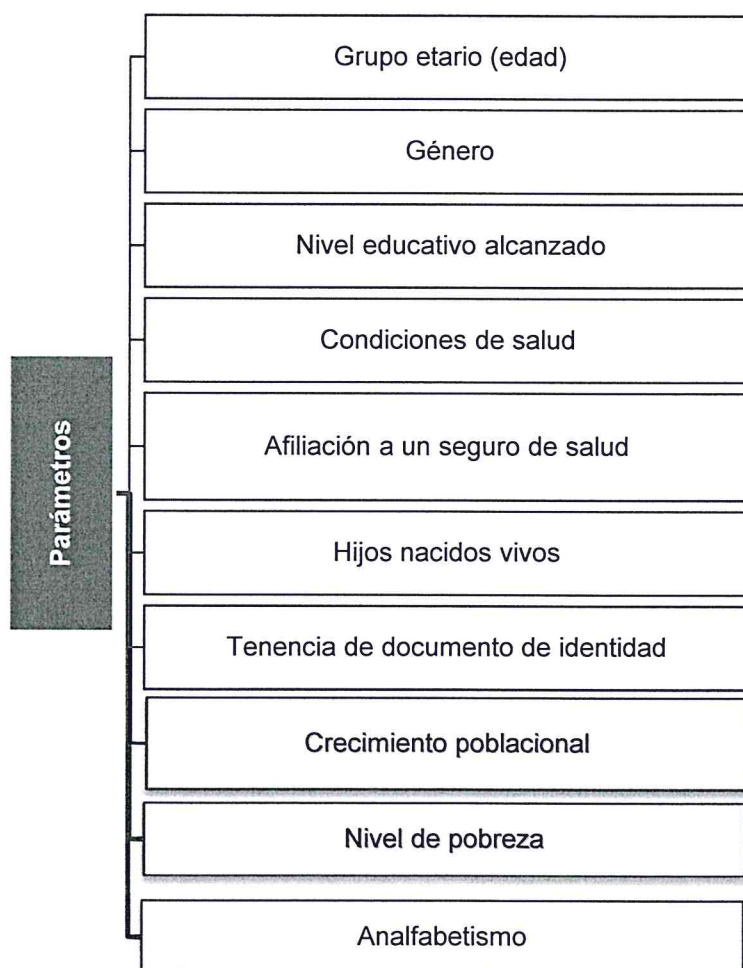 Parámetros
Grupo etario (edad)
Género
Nivel educativo alcanzado
Condiciones de salud
Afiliación a un seguro de salud
Hijos nacidos vivos
Tenencia de documento de identidad
Crecimiento poblacional
Nivel de pobreza
Analfabetismo